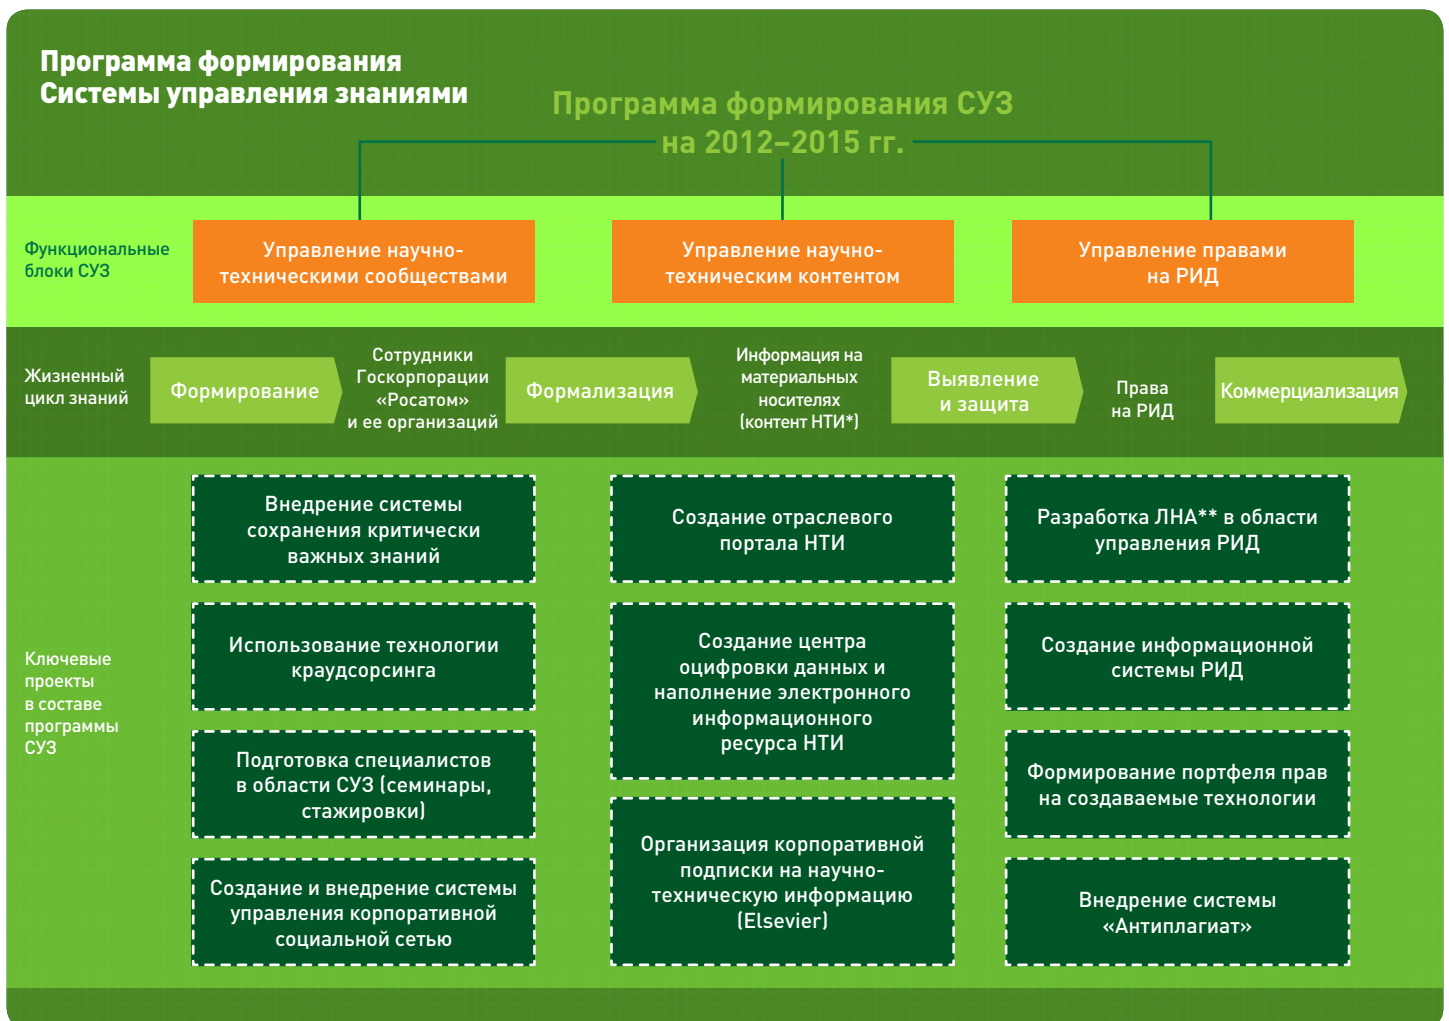 Программа формирования
Системы управления знаниями
Программа формирования СУЗ
на 2012–2015 гг.
Функциональные
блоки СУЗ
Управление научно-
техническими сообществами
Управление научно-
техническим контентом
Управление правами
на РИД
Жизненный
цикл знаний
Формирование
Сотрудники
Госкорпорации
«Росатом»
и ее организаций
Формализация
Информация на
материальных
носителях
(контент НТИ*)
Выявление
и защита
Права
на РИД
Коммерциализация
Ключевые
проекты
в составе
программы
СУЗ
Внедрение системы
сохранения критически
важных знаний
Использование технологии
краудсорсинга
Подготовка специалистов
в области СУЗ (семинары,
стажировки)
Создание и внедрение системы
управления корпоративной
социальной сетью
Создание отраслевого
портала НТИ
Создание центра
оцифровки данных и
наполнение электронного
информационного
ресурса НТИ
Организация корпоративной
подписки на научно-
техническую информацию
(Elsevier)
Разработка ЛНА** в области
управления РИД
Создание информационной
системы РИД
Формирование портфеля прав
на создаваемые технологии
Внедрение системы
«Антиплагиат»